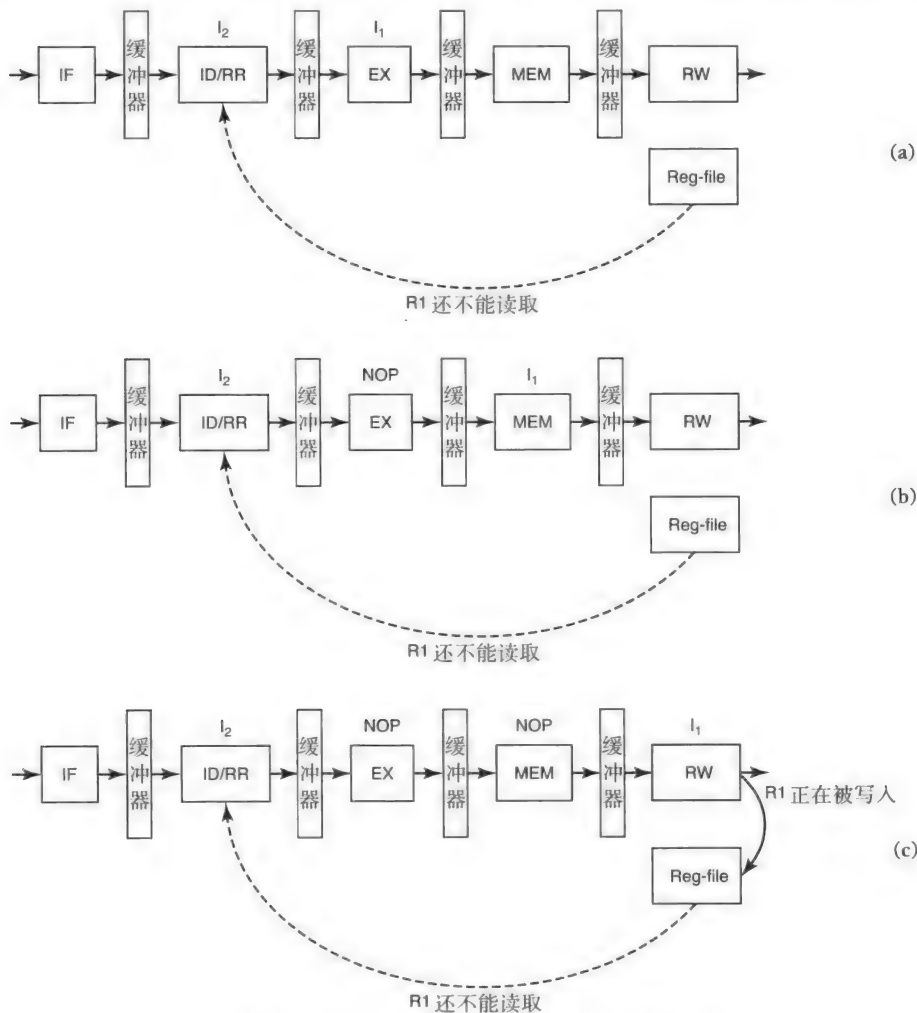 I₂ I₁
IF 缓冲器 ID/RR 缓冲器 EX 缓冲器 MEM 缓冲器 RW
Reg-file
(a)
R1 还不能读取
I₂ NOP I₁
IF 缓冲器 ID/RR 缓冲器 EX 缓冲器 MEM 缓冲器 RW
(b)
Reg-file
R1 还不能读取
I₂ NOP NOP I₁
IF 缓冲器 ID/RR 缓冲器 EX 缓冲器 MEM 缓冲器 RW
R1 正在被写入
(c)
Reg-file
R1 还不能读取